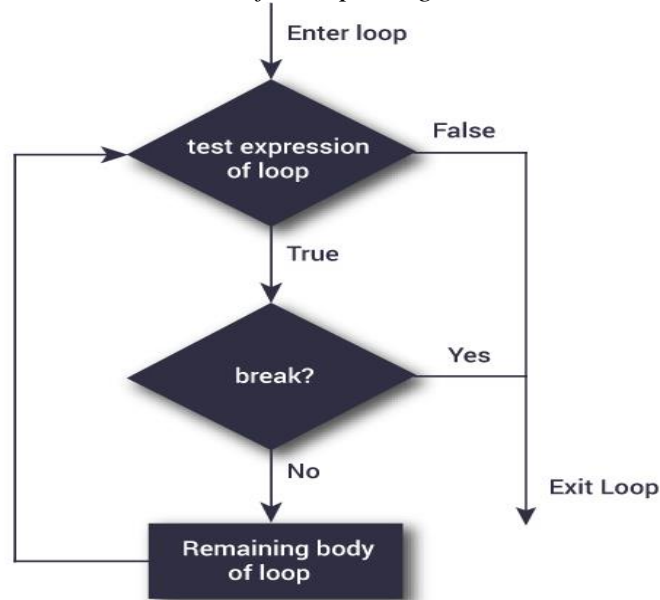 Enter loop
test expression
of loop
False
True
break?
Yes
No
Exit Loop
Remaining body
of loop